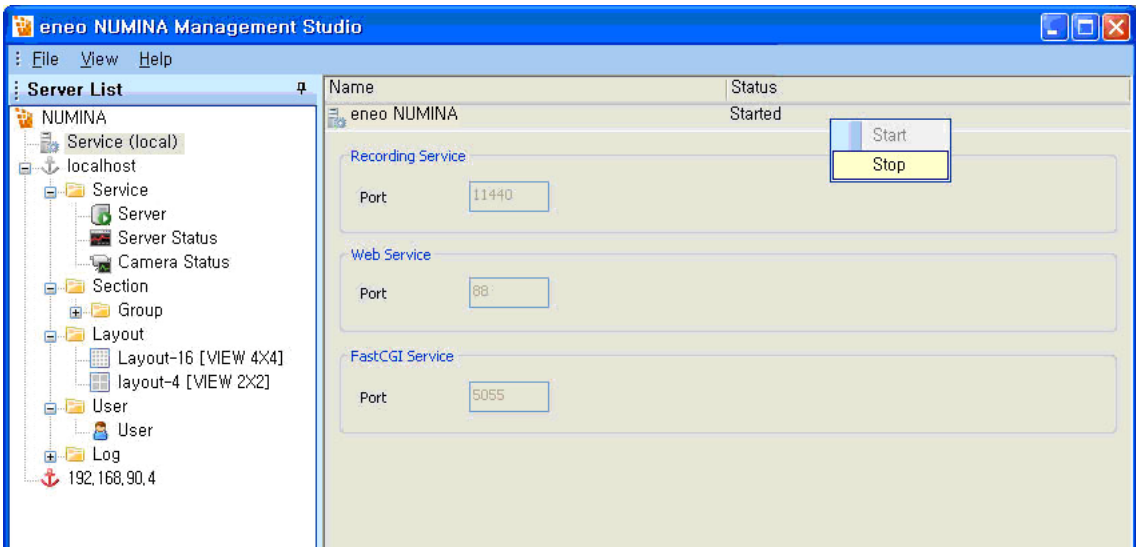 eneo NUMINA Management Studio
File View Help
Server List
Name Status
NUMINA
eneo NUMINA Started
Service (local)
Start
Stop
localhost
Recording Service
Service
Port 11440
Server
Server Status
Web Service
Camera Status
Section
Port 88
Group
Layout
FastCGI Service
Layout-16 [VIEW 4X4]
layout-4 [VIEW 2X2]
Port 5055
User
User
Log
192,168,90,4